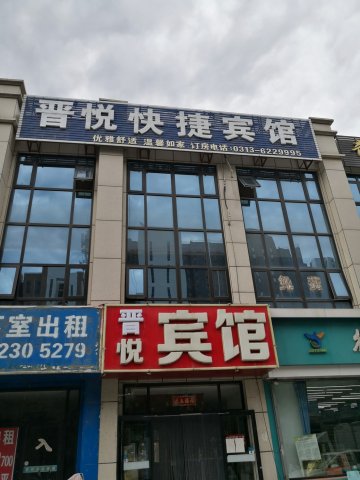 晋悦快捷宾馆
优雅舒适 温馨如家 订房电话:0313-6229995
室出租
230 5279
晋悦
宾馆